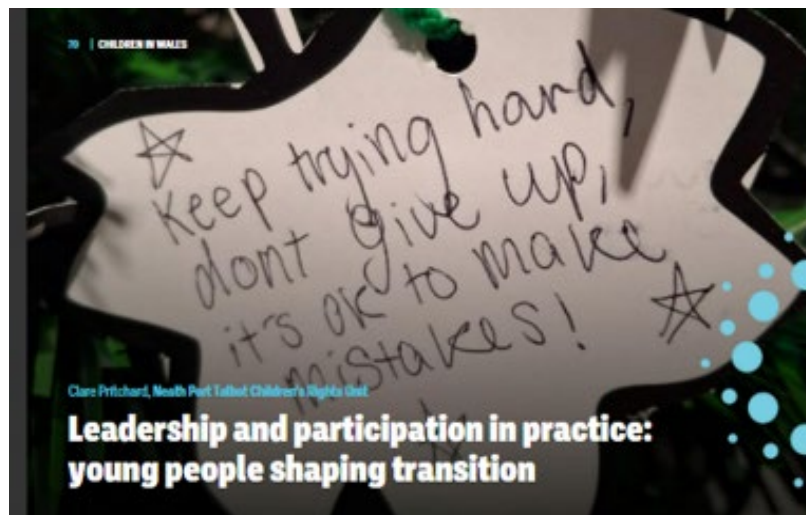 20 | CHILDREN IN WALES
Keep trying hard,
dont give up,
it's ok to make
mistakes!
Clare Pritchard, Neath Port Talbot Children's Rights Unit
Leadership and participation in practice:
young people shaping transition